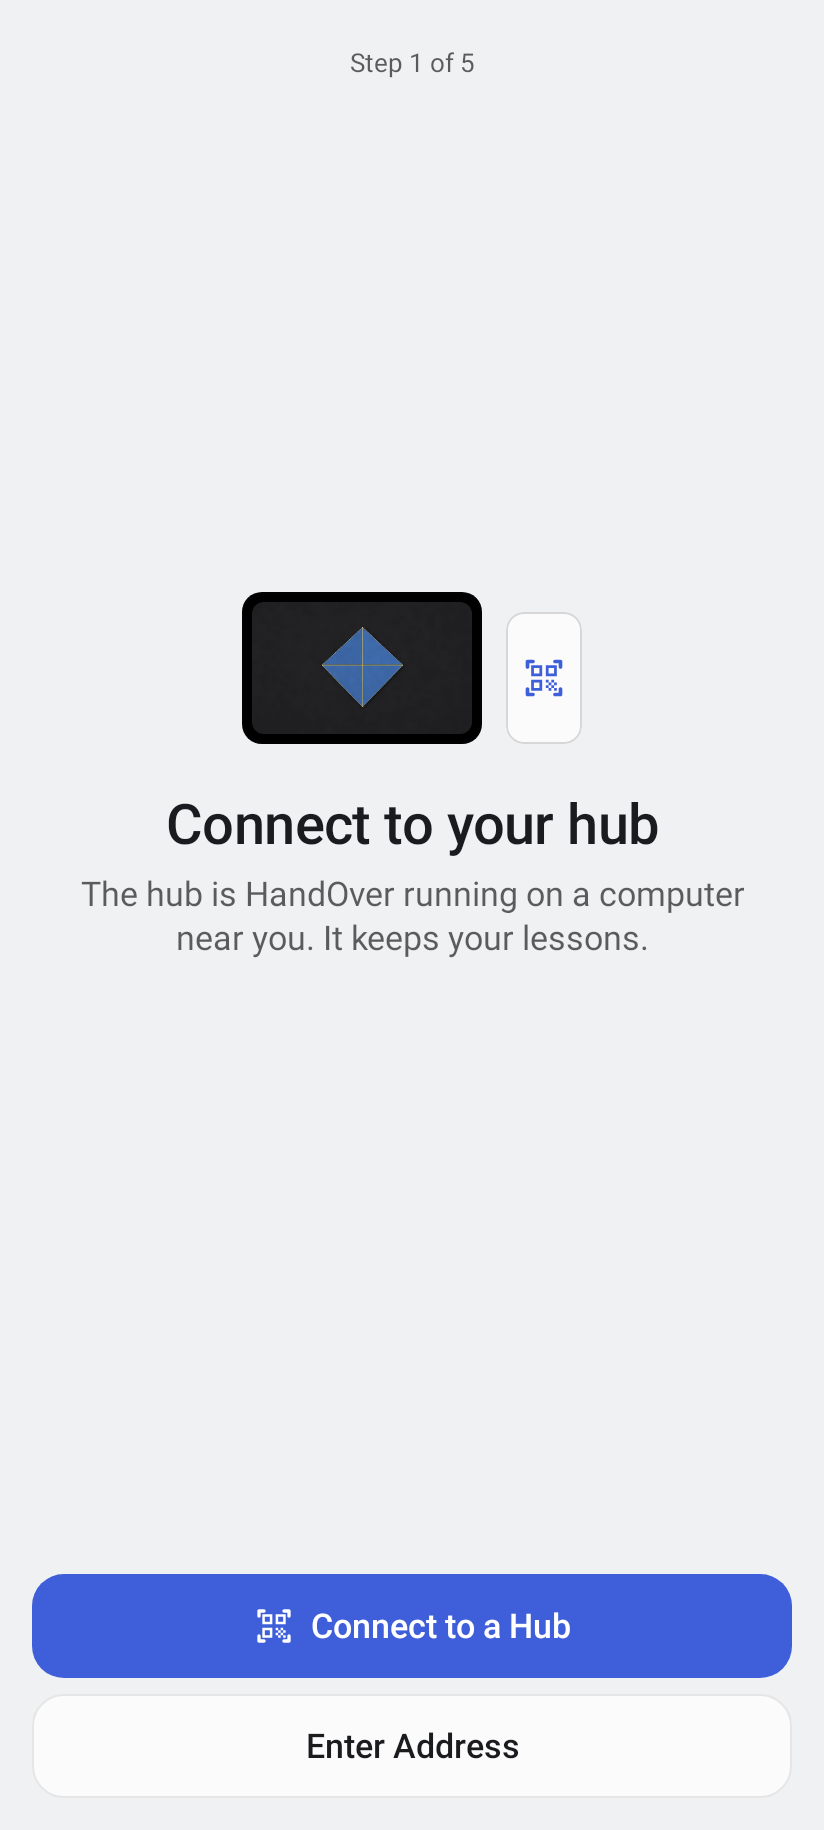 Step 1 of 5
Connect to your hub
The hub is HandOver running on a computer
near you. It keeps your lessons.
Connect to a Hub
Enter Address